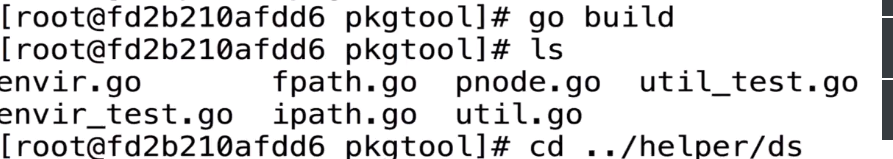 [root@fd2b210afdd6 pkgtool]# go build
[root@fd2b210afdd6 pkgtool]# ls
envir.go fpath.go pnode.go util_test.go
envir_test.go ipath.go util.go
[root@fd2b210afdd6 pkgtool]# cd ../helper/ds